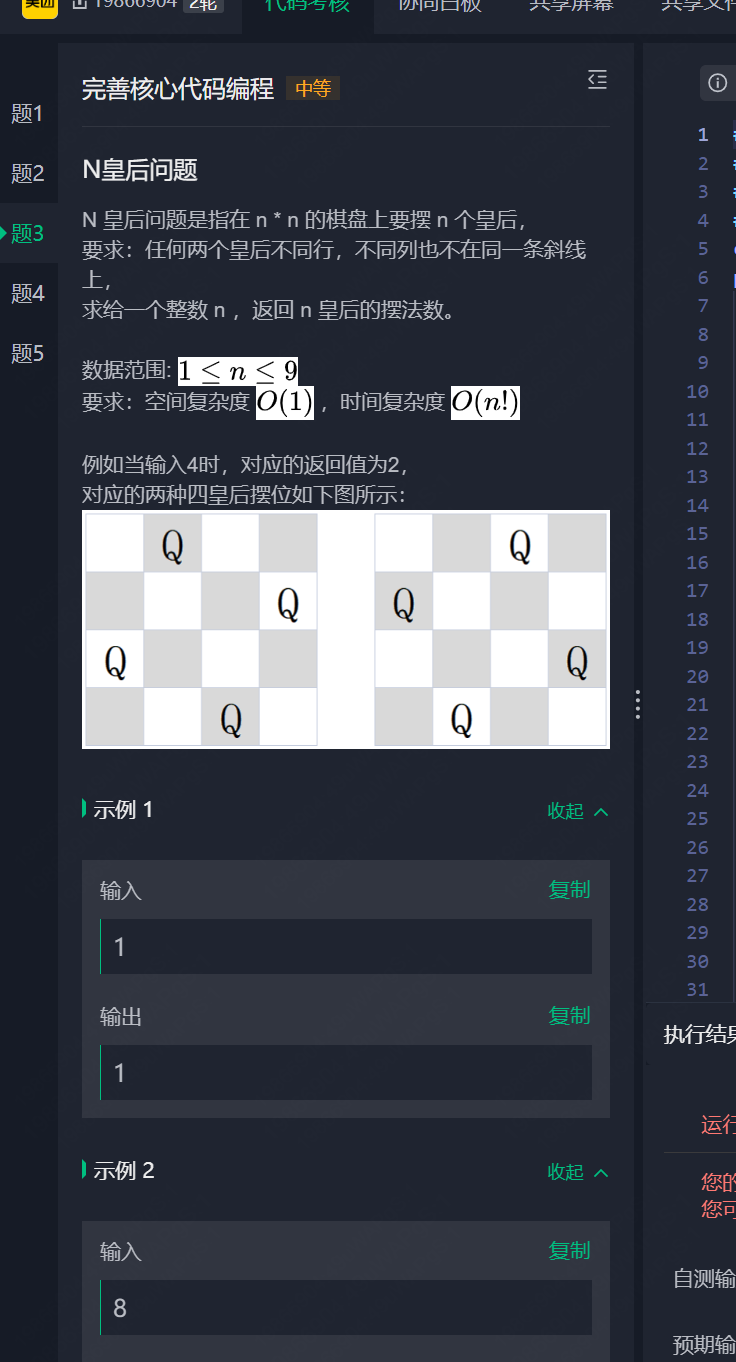 美团 19866904 2轮 代码考核 协同白板 共享屏幕 共享文件
题1
题2
题3
题4
题5
完善核心代码编程 中等
N皇后问题
N 皇后问题是指在 n * n 的棋盘上要摆 n 个皇后，
要求：任何两个皇后不同行，不同列也不在同一条斜线
上，
求给一个整数 n ，返回 n 皇后的摆法数。
数据范围: 1 ≤ n ≤ 9
要求：空间复杂度 O(1) ，时间复杂度 O(n!)
例如当输入4时，对应的返回值为2，
对应的两种四皇后摆位如下图所示：
Q Q
Q Q
Q Q
Q Q
示例 1 收起
输入 复制
1
输出 复制
1
示例 2 收起
输入 复制
8
1
2
3
4
5
6
7
8
9
10
11
12
13
14
15
16
17
18
19
20
21
22
23
24
25
26
27
28
29
30
31
执行结果
运行
您的
您可
自测输
预期输